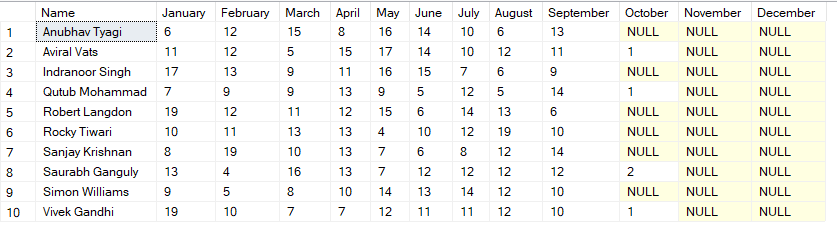 Name January February March April May June July August September October November December
1 Anubhav Tyagi 6 12 15 8 16 14 10 6 13 NULL NULL NULL
2 Aviral Vats 11 12 5 15 17 14 10 12 11 1 NULL NULL
3 Indranoor Singh 17 13 9 11 16 15 7 6 9 NULL NULL NULL
4 Qutub Mohammad 7 9 9 13 9 5 12 5 14 1 NULL NULL
5 Robert Langdon 19 12 11 12 15 6 14 13 6 NULL NULL NULL
6 Rocky Tiwari 10 11 13 13 4 10 12 19 10 NULL NULL NULL
7 Sanjay Krishnan 8 19 10 13 7 6 8 12 14 NULL NULL NULL
8 Saurabh Ganguly 13 4 16 13 7 12 12 12 12 2 NULL NULL
9 Simon Williams 9 5 8 10 14 13 14 12 10 NULL NULL NULL
10 Vivek Gandhi 19 10 7 7 12 11 11 12 10 1 NULL NULL